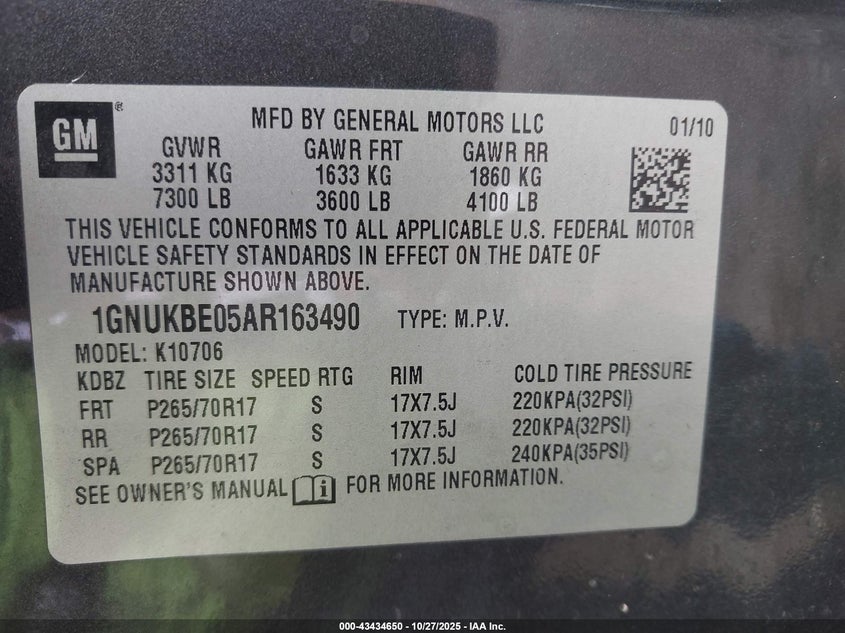 GM®
MFD BY GENERAL MOTORS LLC 01/10
GVWR GAWR FRT GAWR RR
3311 KG 1633 KG 1860 KG
7300 LB 3600 LB 4100 LB
THIS VEHICLE CONFORMS TO ALL APPLICABLE U.S. FEDERAL MOTOR
VEHICLE SAFETY STANDARDS IN EFFECT ON THE DATE OF
MANUFACTURE SHOWN ABOVE.
1GNUKBE05AR163490 TYPE: M.P.V.
MODEL: K10706
KDBZ TIRE SIZE SPEED RTG RIM COLD TIRE PRESSURE
FRT P265/70R17 S 17X7.5J 220KPA(32PSI)
RR P265/70R17 S 17X7.5J 220KPA(32PSI)
SPA P265/70R17 S 17X7.5J 240KPA(35PSI)
SEE OWNER'S MANUAL i FOR MORE INFORMATION.
000-43434650 - 10/27/2025 - IAA Inc.